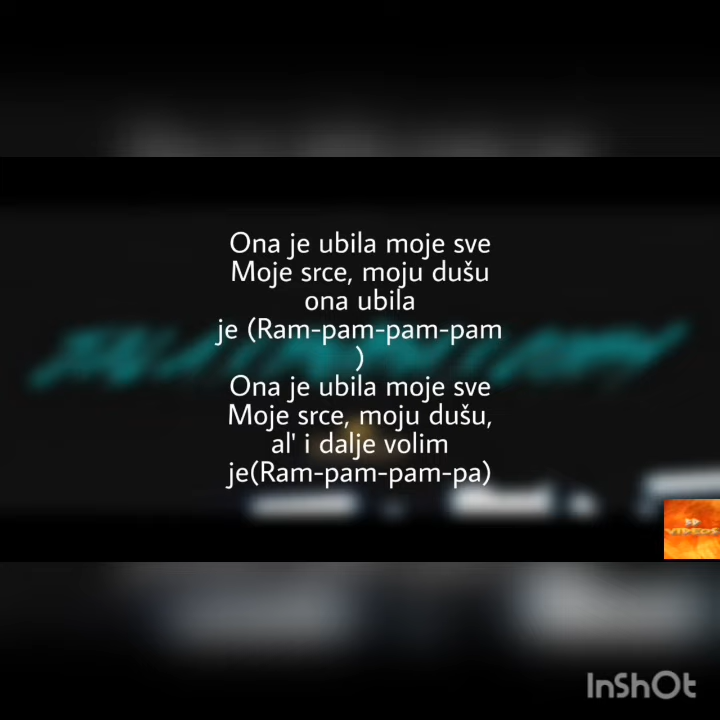 Ona je ubila moje sve
Moje srce, moju dušu
ona ubila
je (Ram-pam-pam-pam
)
Ona je ubila moje sve
Moje srce, moju dušu,
al' i dalje volim
je(Ram-pam-pam-pa)
VIDEOS
InShOt